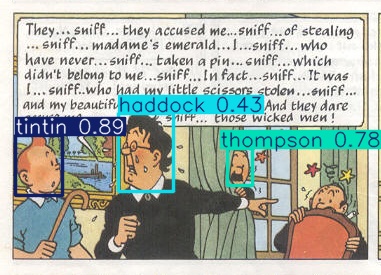 They... sniff... they accused me...sniff...of stealing
...sniff...madame's emerald...I...sniff...who
have never...sniff... taken a pin...sniff...which
didn't belong to me...sniff...In fact...sniff...It was
I...sniff..who had my little scissors stolen...sniff...
and my beautifu And they dare
sniff... those wicked men!
haddock 0.43
tintin 0.89
thompson 0.78